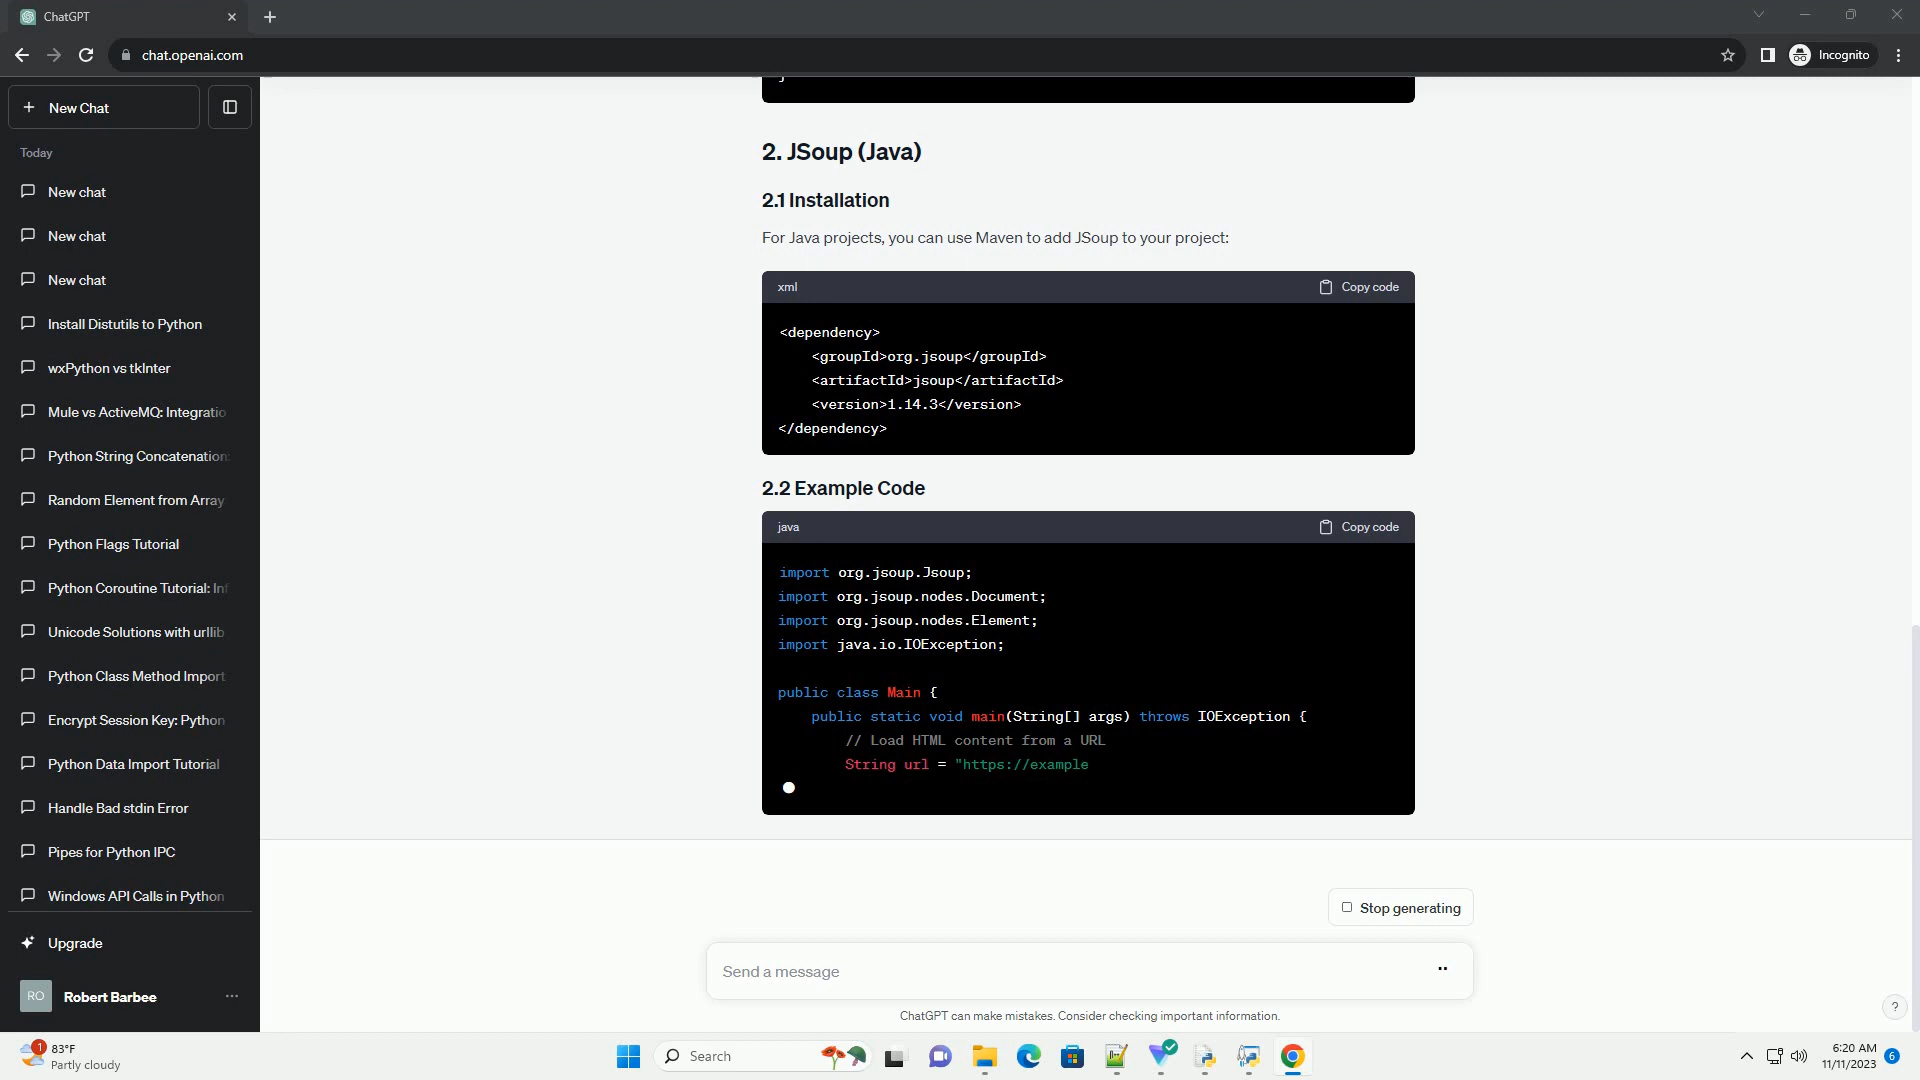 ChatGPT
chat.openai.com
Incognito
New Chat
Today
New chat
New chat
New chat
Install Distutils to Python
wxPython vs tkInter
Mule vs ActiveMQ: Integratio
Python String Concatenation
Random Element from Array
Python Flags Tutorial
Python Coroutine Tutorial: Inf
Unicode Solutions with urllib
Python Class Method Import
Encrypt Session Key: Python
Python Data Import Tutorial
Handle Bad stdin Error
Pipes for Python IPC
Windows API Calls in Python
Upgrade
RO Robert Barbee
2. JSoup (Java)
2.1 Installation
For Java projects, you can use Maven to add JSoup to your project:
xml Copy code
<dependency>
    <groupId>org.jsoup</groupId>
    <artifactId>jsoup</artifactId>
    <version>1.14.3</version>
</dependency>
2.2 Example Code
java Copy code
import org.jsoup.Jsoup;
import org.jsoup.nodes.Document;
import org.jsoup.nodes.Element;
import java.io.IOException;
public class Main {
    public static void main(String[] args) throws IOException {
        // Load HTML content from a URL
        String url = "https://example
Stop generating
Send a message
ChatGPT can make mistakes. Consider checking important information.
?
1
83°F
Partly cloudy
Search
6:20 AM
11/11/2023
6